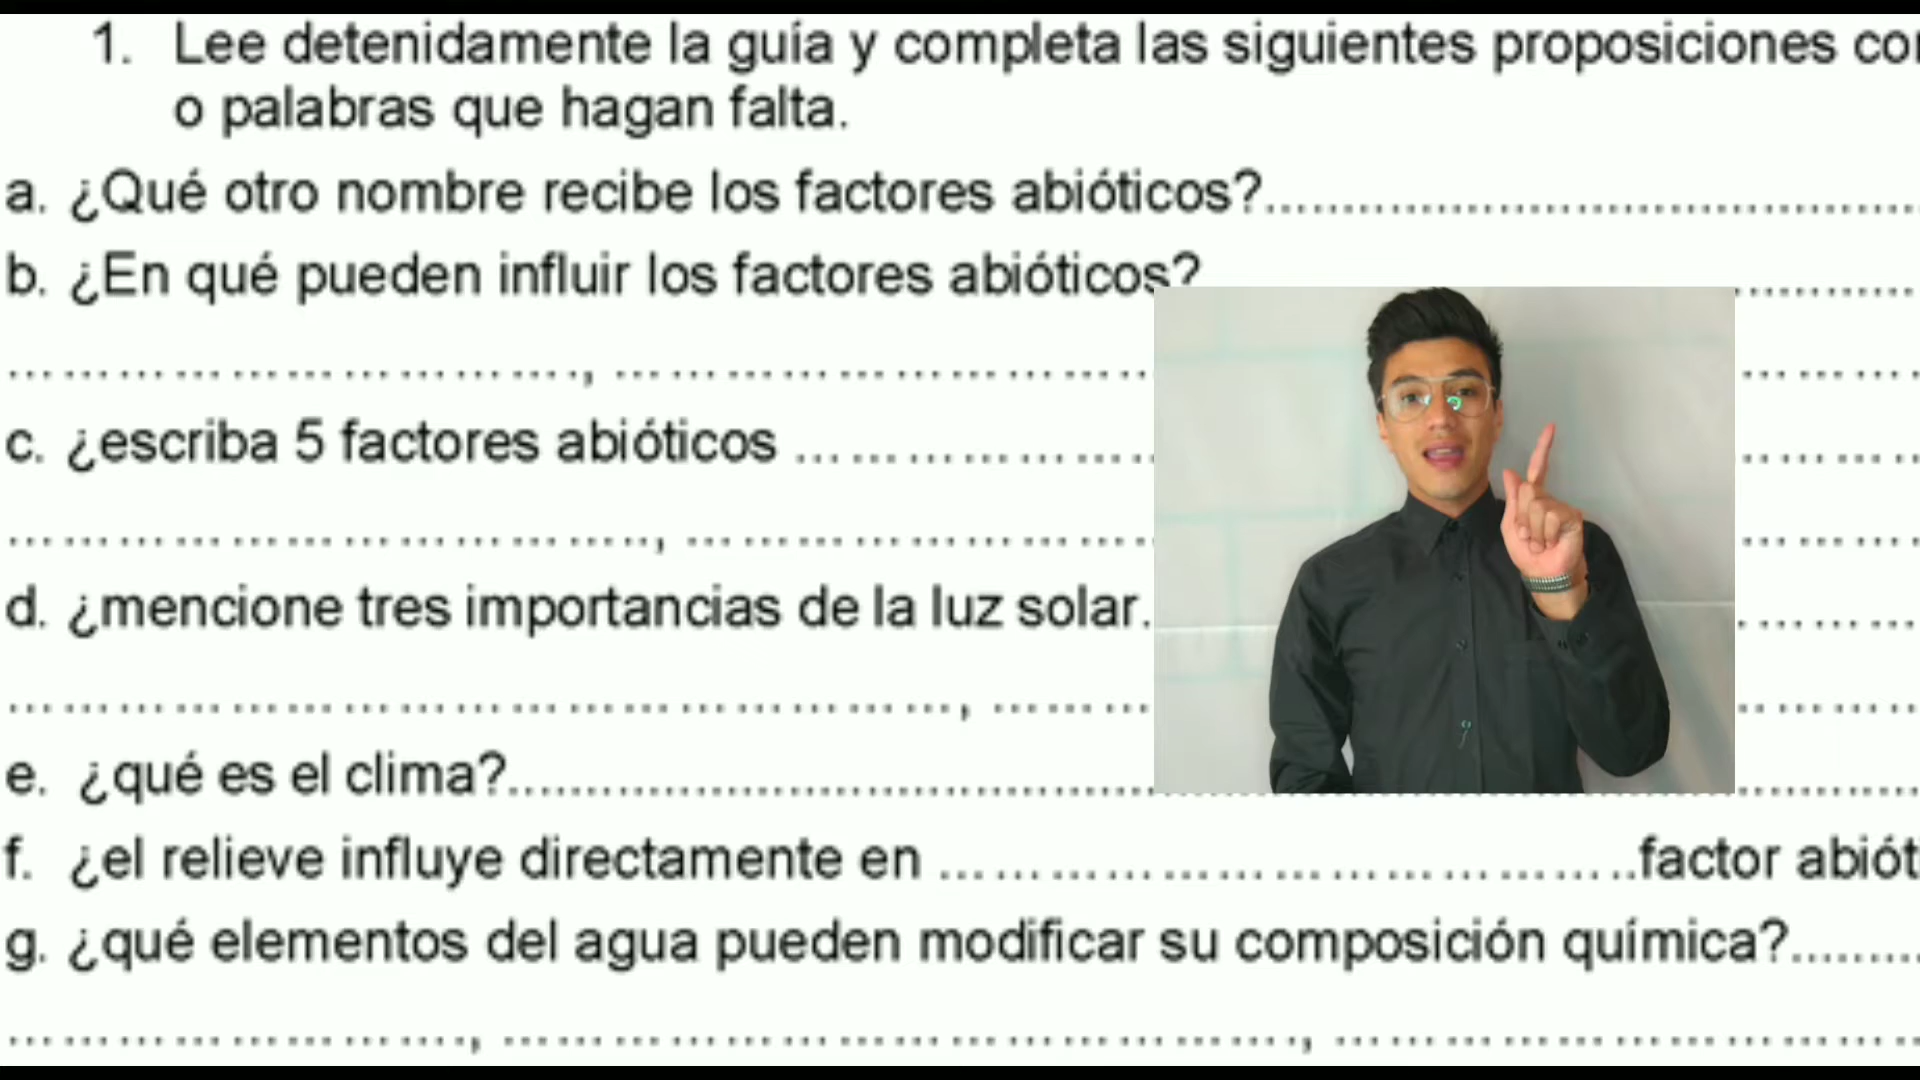 1. Lee detenidamente la guía y completa las siguientes proposiciones
o palabras que hagan falta.
a. ¿Qué otro nombre recibe los factores abióticos?........................................
b. ¿En qué pueden influir los factores abióticos? ............
………………………………., ………………………… …………
c. ¿escriba 5 factores abióticos ………………… …………
……………………………………, ……………………… …………
d. ¿mencione tres importancias de la luz solar. …………
…………………………………………………, ……… …………
e. ¿qué es el clima?............................................................
f. ¿el relieve influye directamente en …………………………………..factor
g. ¿qué elementos del agua pueden modificar su composición química?.........
…………………………, ……………………………………, ……………………………